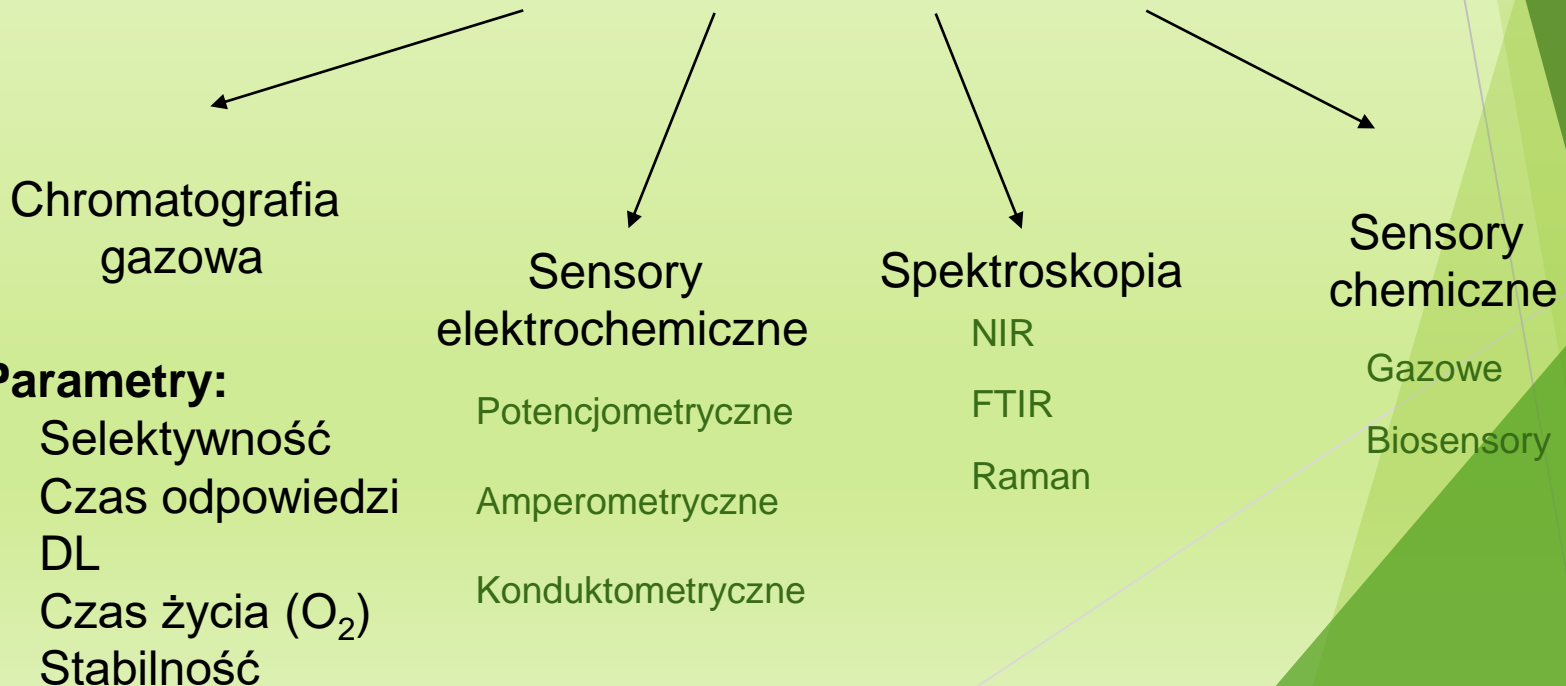 Chromatografia
gazowa
Parametry:
Selektywność
Czas odpowiedzi
DL
Czas życia (O₂)
Stabilność
Sensory
elektrochemiczne
Potencjometryczne
Amperometryczne
Konduktometryczne
Spektroskopia
NIR
FTIR
Raman
Sensory
chemiczne
Gazowe
Biosensory